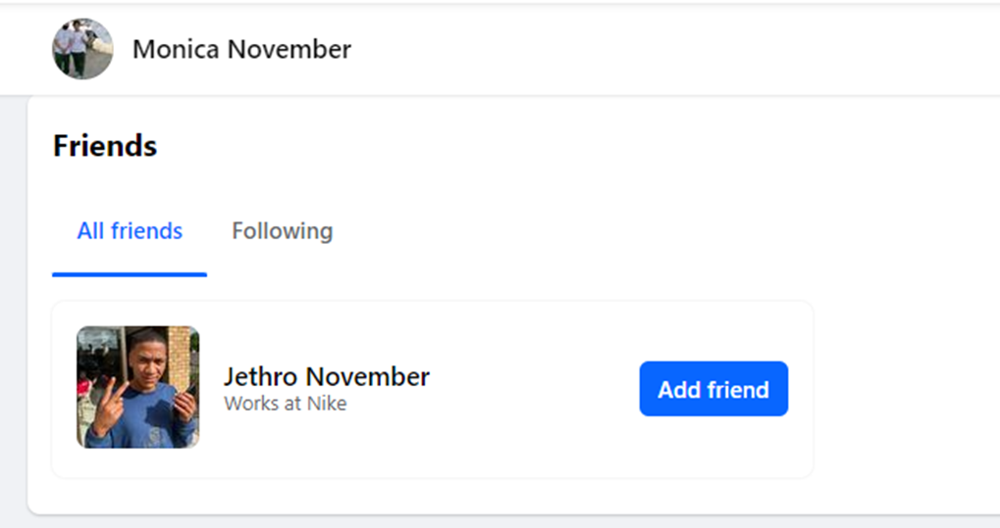 Monica November
Friends
All friends Following
Jethro November
Works at Nike
Add friend